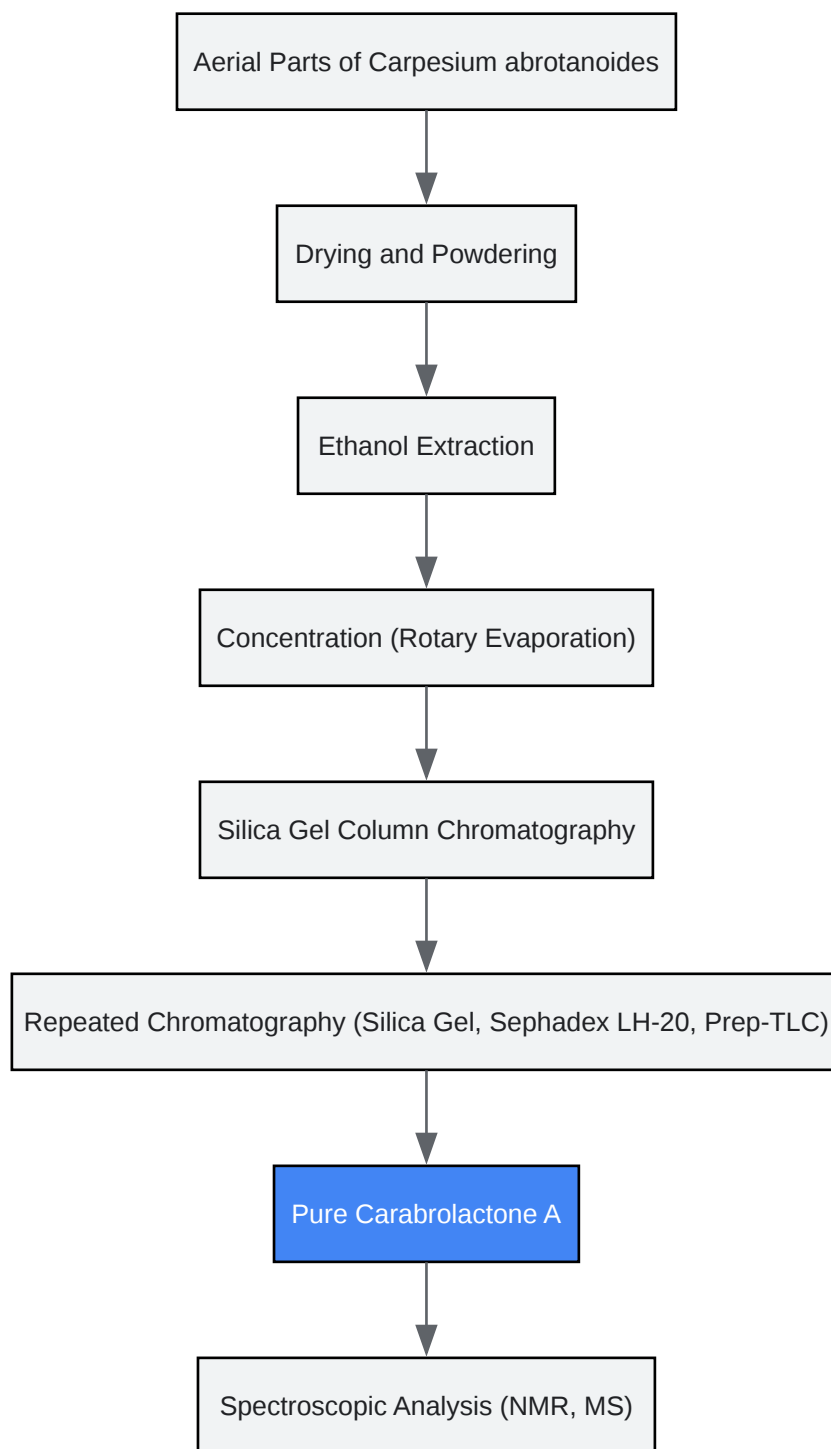 Aerial Parts of Carpesium abrotanoides
Drying and Powdering
Ethanol Extraction
Concentration (Rotary Evaporation)
Silica Gel Column Chromatography
Repeated Chromatography (Silica Gel, Sephadex LH-20, Prep-TLC)
Pure Carabrolactone A
Spectroscopic Analysis (NMR, MS)